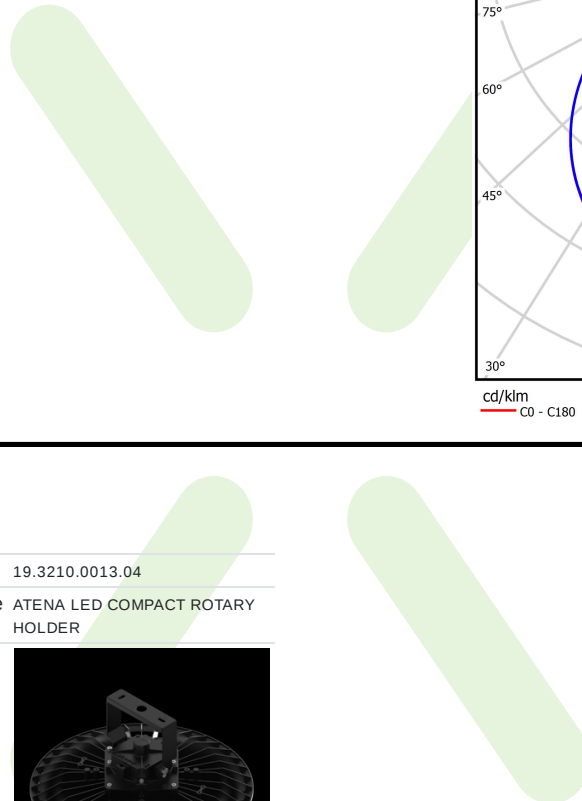 75°
60°
45°
30°
cd/klm
C0 - C180
19.3210.0013.04
e ATENA LED COMPACT ROTARY
HOLDER